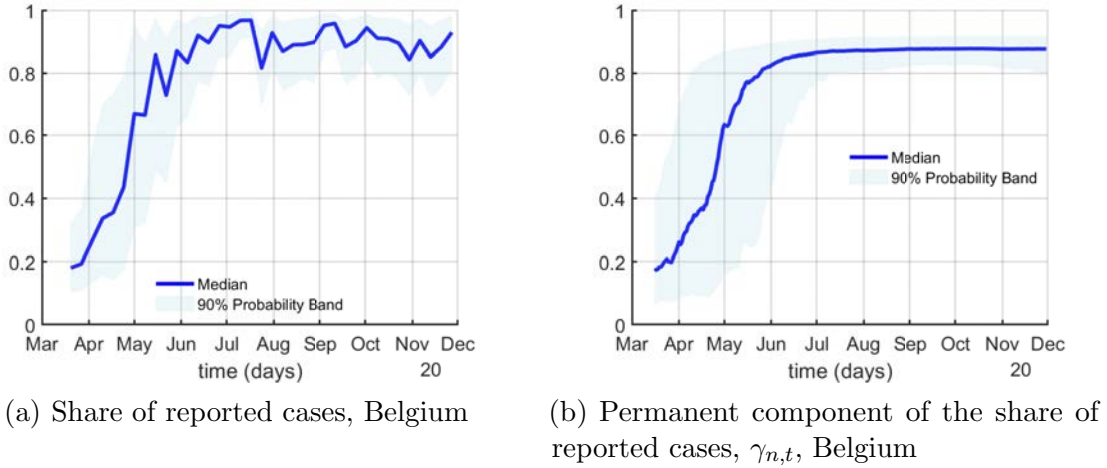 1
0.8
0.6
0.4
0.2
0
Median
90% Probability Band
Mar Apr May Jun Jul Aug Sep Oct Nov Dec
time (days) 20
(a) Share of reported cases, Belgium
1
0.8
0.6
0.4
0.2
0
Median
90% Probability Band
Mar Apr May Jun Jul Aug Sep Oct Nov Dec
time (days) 20
(b) Permanent component of the share of
reported cases, γn,t, Belgium